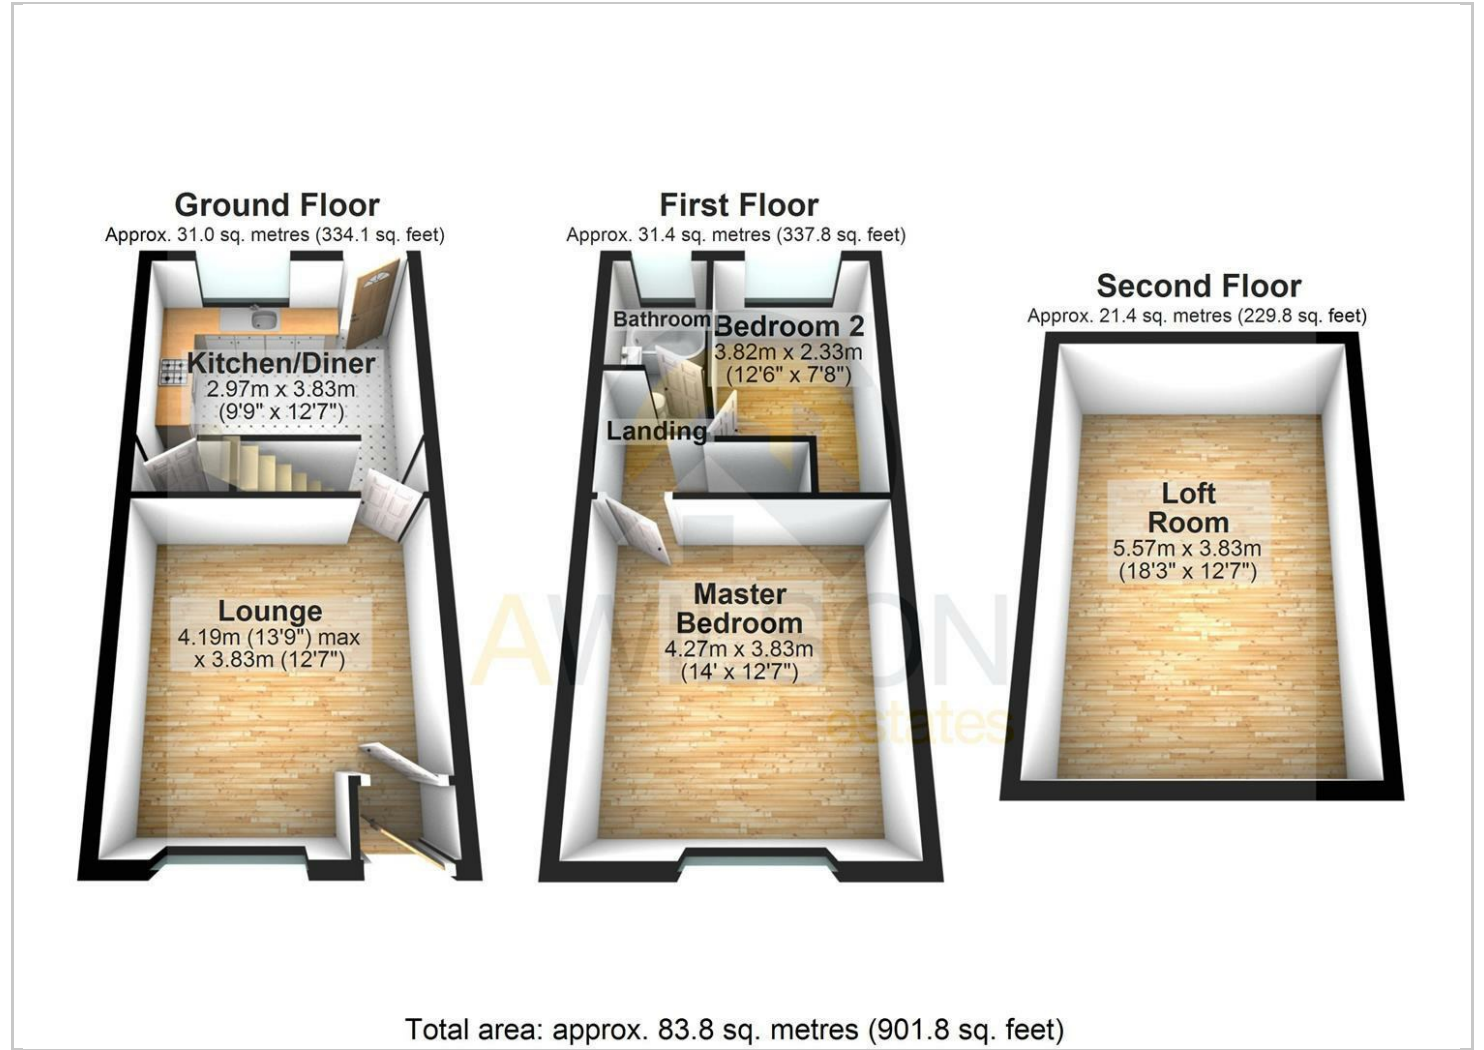 Ground Floor
Approx. 31.0 sq. metres (334.1 sq. feet)
Kitchen/Diner
2.97m x 3.83m
(9'9" x 12'7")
Lounge
4.19m (13'9") max
x 3.83m (12'7")
First Floor
Approx. 31.4 sq. metres (337.8 sq. feet)
Bathroom
Bedroom 2
3.82m x 2.33m
(12'6" x 7'8")
Landing
Master
Bedroom
4.27m x 3.83m
(14' x 12'7")
Second Floor
Approx. 21.4 sq. metres (229.8 sq. feet)
Loft
Room
5.57m x 3.83m
(18'3" x 12'7")
AWILSON
estates
Total area: approx. 83.8 sq. metres (901.8 sq. feet)